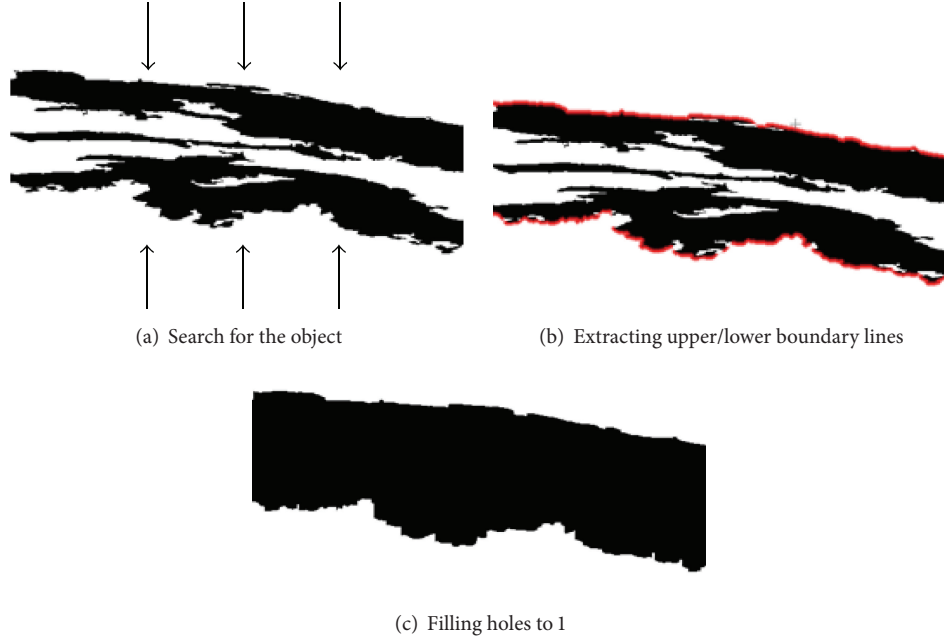 (a) Search for the object
(b) Extracting upper/lower boundary lines
(c) Filling holes to 1